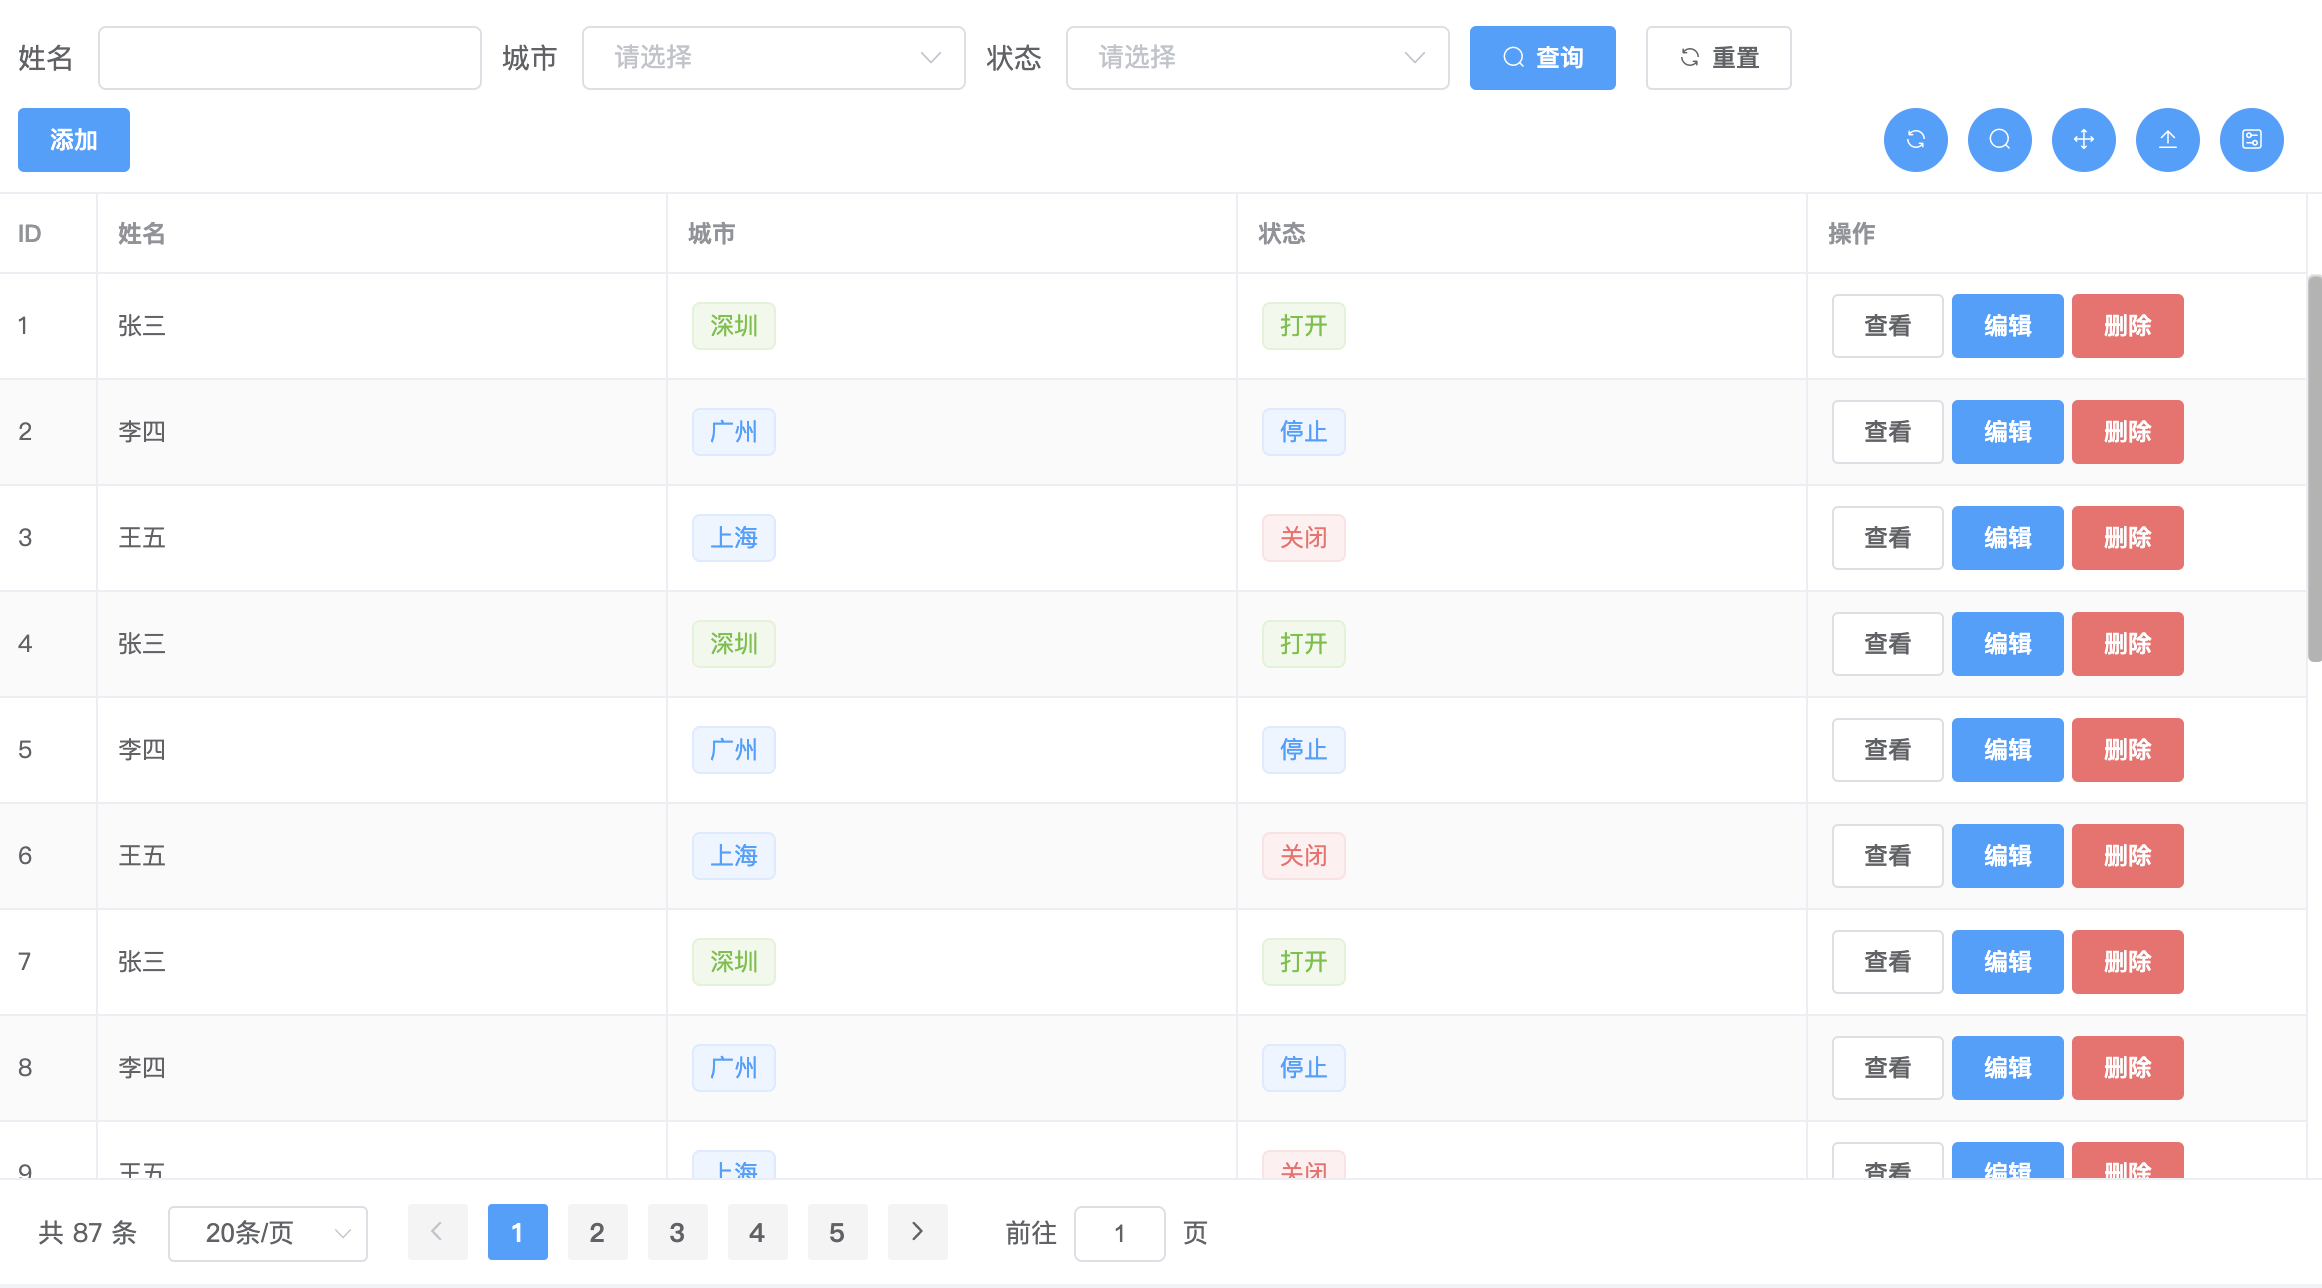 姓名 城市 请选择 状态 请选择 查询 重置
添加
ID 姓名 城市 状态 操作
1 张三 深圳 打开 查看 编辑 删除
2 李四 广州 停止 查看 编辑 删除
3 王五 上海 关闭 查看 编辑 删除
4 张三 深圳 打开 查看 编辑 删除
5 李四 广州 停止 查看 编辑 删除
6 王五 上海 关闭 查看 编辑 删除
7 张三 深圳 打开 查看 编辑 删除
8 李四 广州 停止 查看 编辑 删除
9 王五 上海 关闭 查看 编辑 删除
共 87 条 20条/页 1 2 3 4 5 前往 1 页